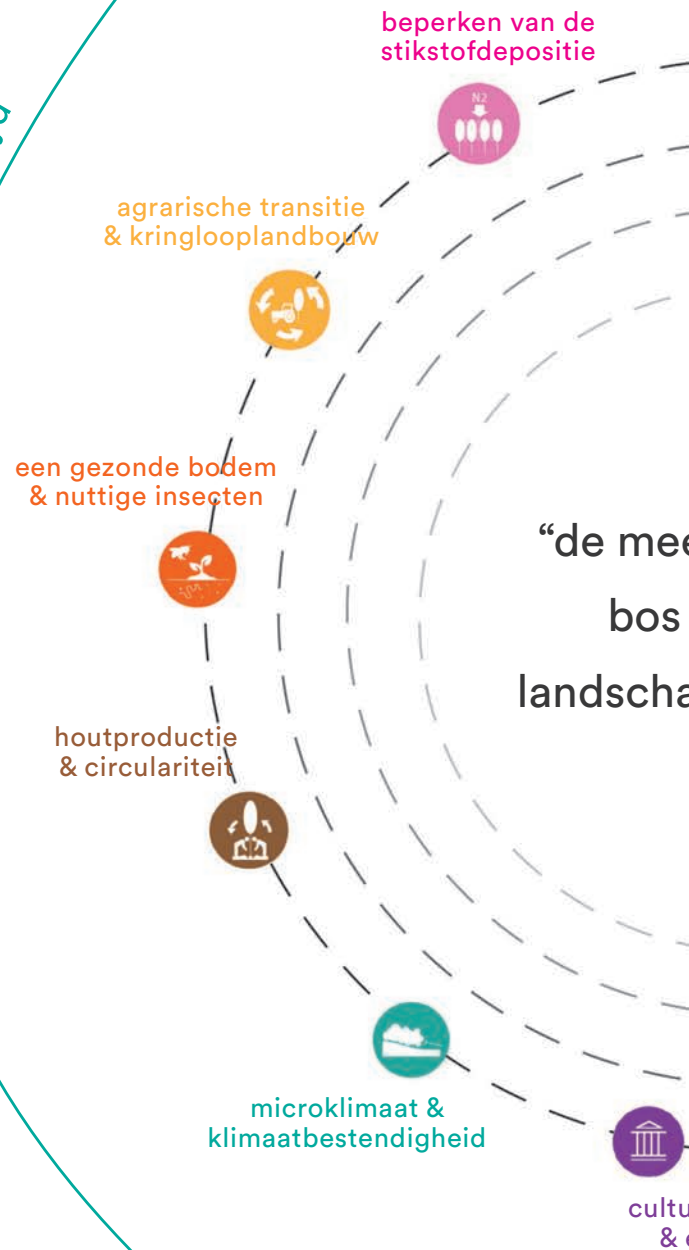 beperken van de
stikstofdepositie
N2
agrarische transitie
& kringlooplandbouw
een gezonde bodem
& nuttige insecten
“de mee
bos
landscha
houtproductie
& circulariteit
microklimaat &
klimaatbestendigheid
cultu
&